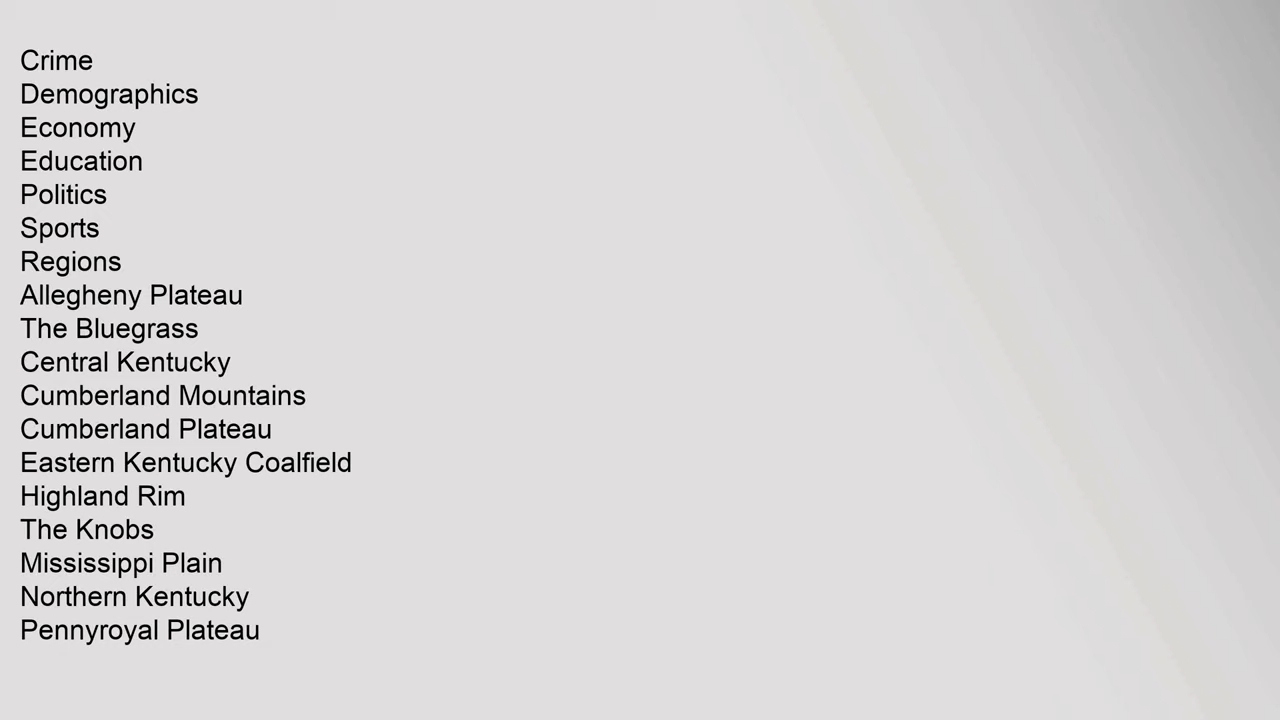 Crime
Demographics
Economy
Education
Politics
Sports
Regions
Allegheny Plateau
The Bluegrass
Central Kentucky
Cumberland Mountains
Cumberland Plateau
Eastern Kentucky Coalfield
Highland Rim
The Knobs
Mississippi Plain
Northern Kentucky
Pennyroyal Plateau